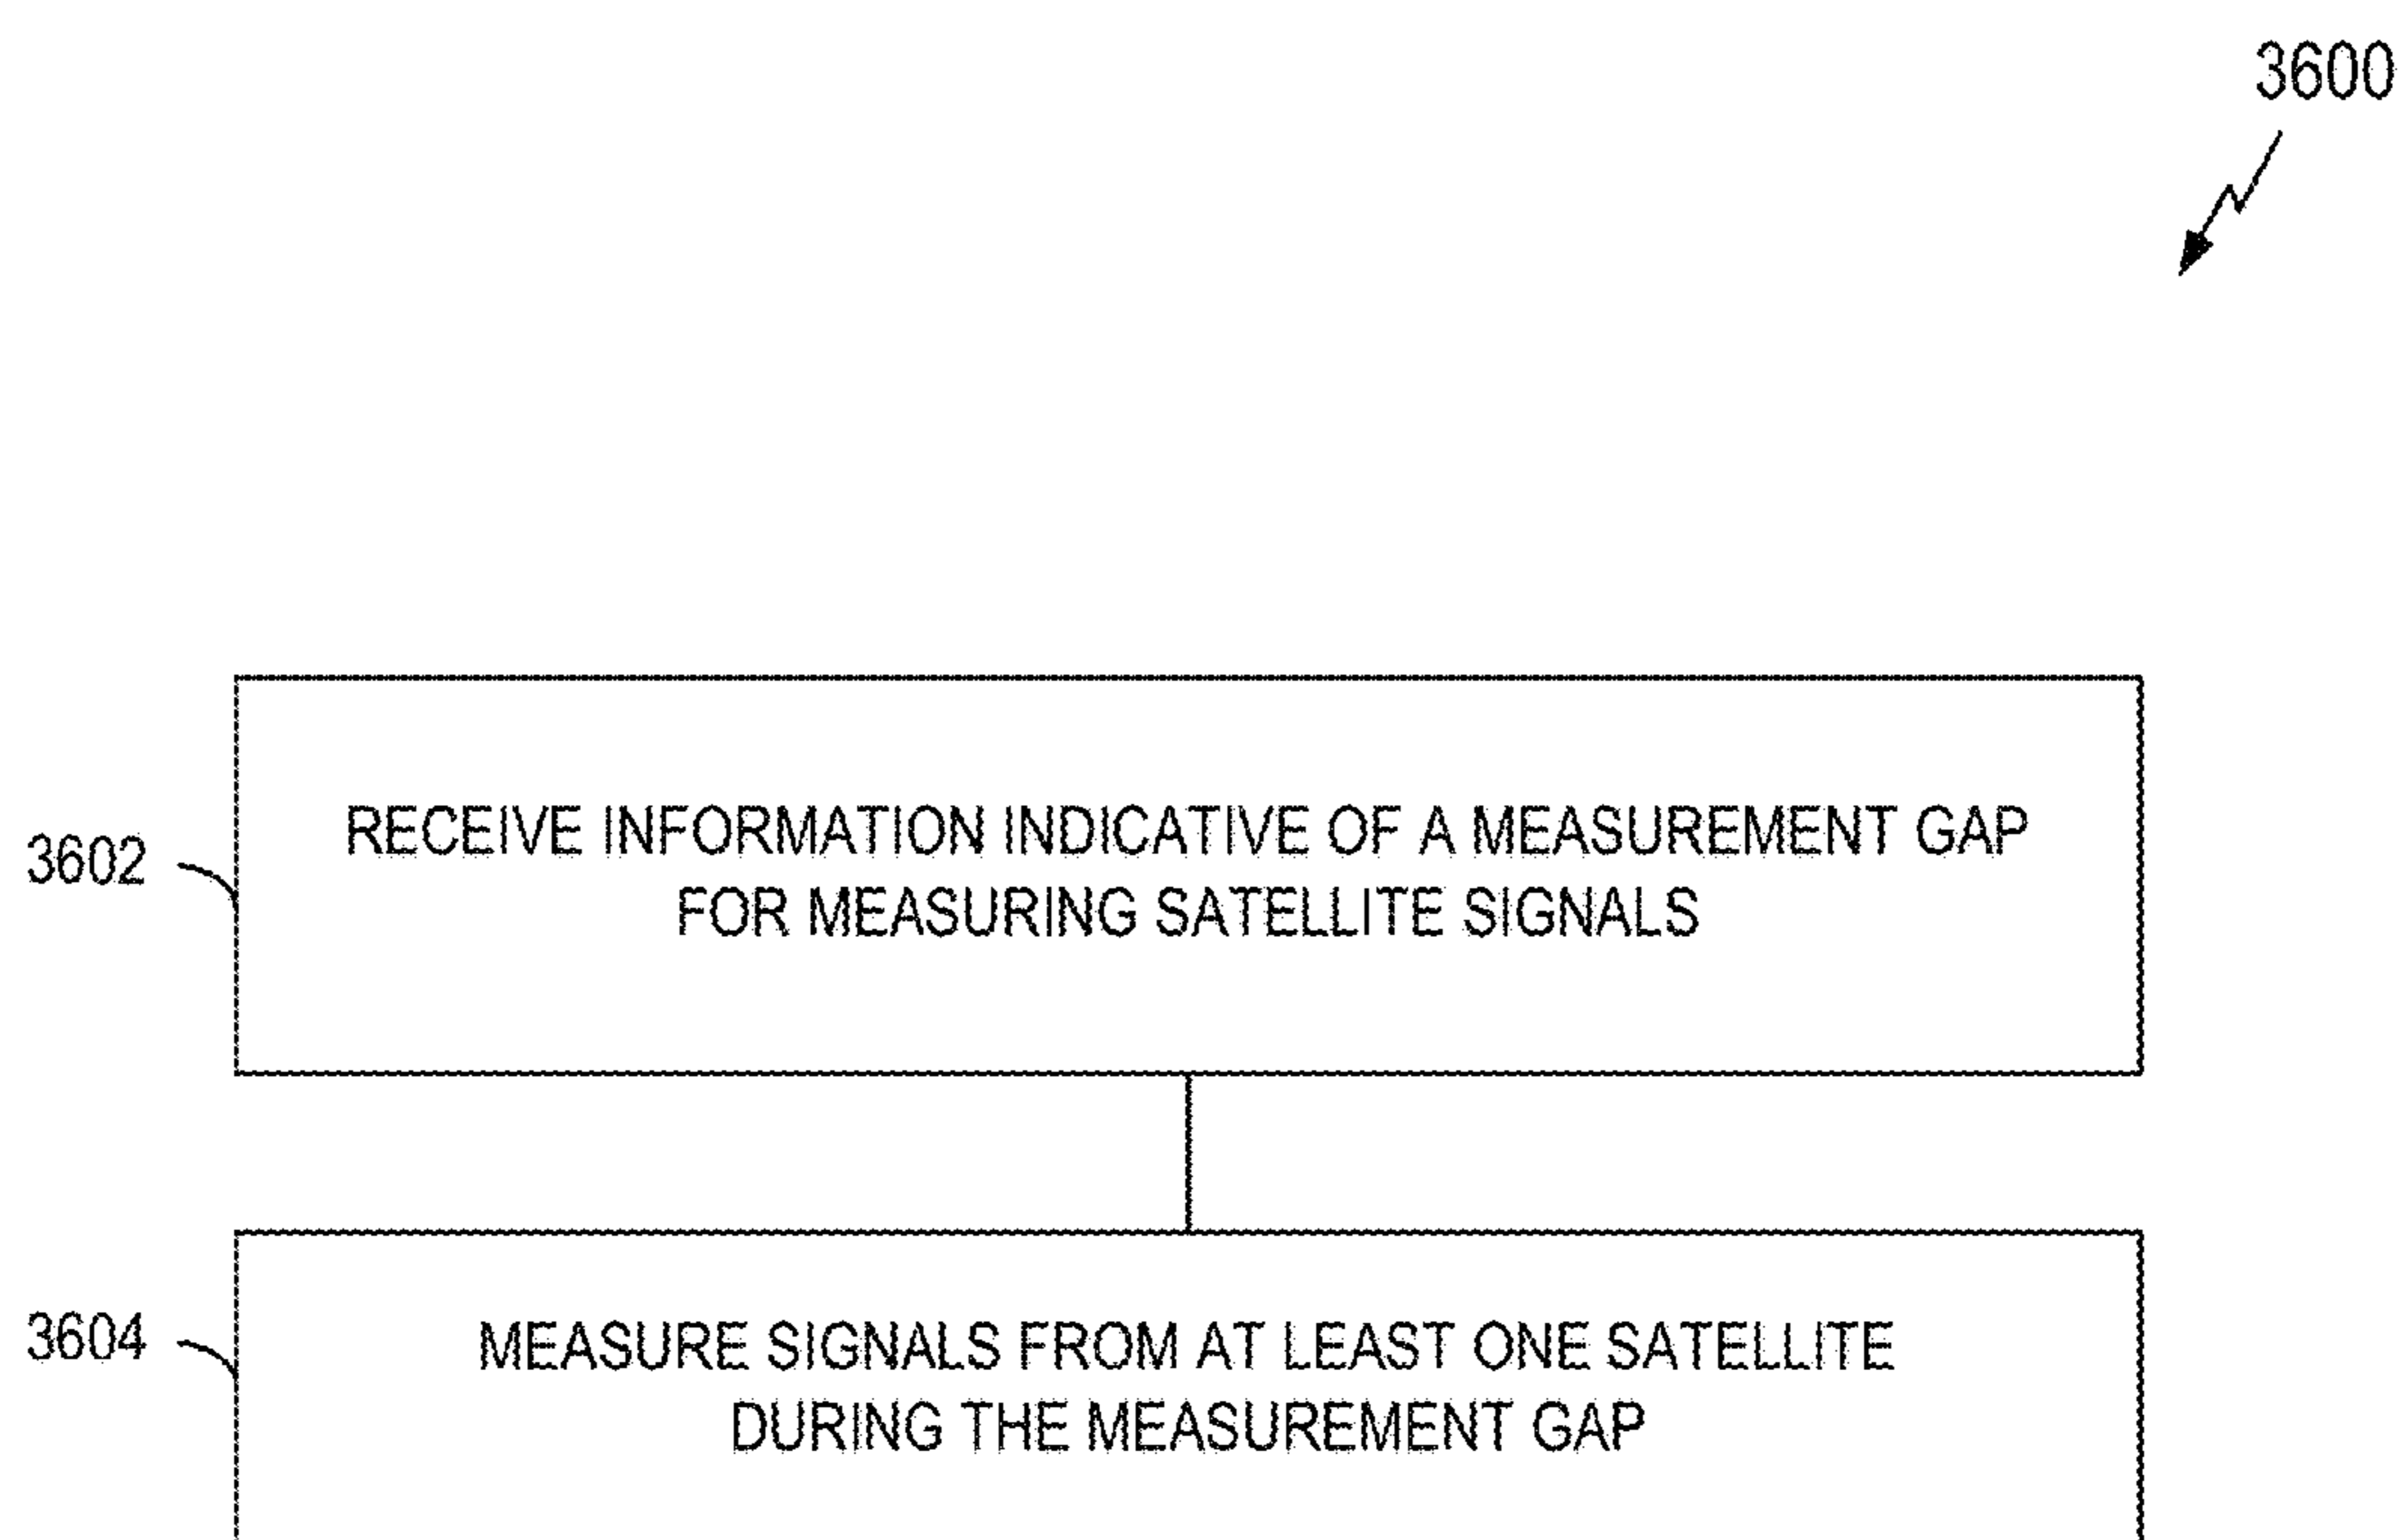 3600
3602
RECEIVE INFORMATION INDICATIVE OF A MEASUREMENT GAP
FOR MEASURING SATELLITE SIGNALS
3604
MEASURE SIGNALS FROM AT LEAST ONE SATELLITE
DURING THE MEASUREMENT GAP